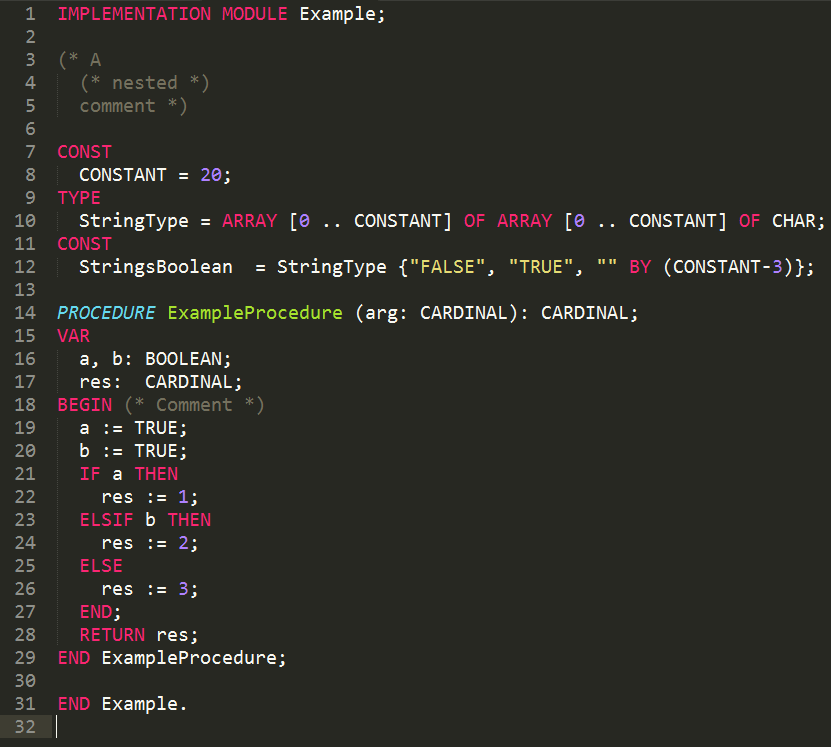 1 IMPLEMENTATION MODULE Example;
2
3 (* A
4   (* nested *)
5   comment *)
6
7 CONST
8   CONSTANT = 20;
9 TYPE
10   StringType = ARRAY [0 .. CONSTANT] OF ARRAY [0 .. CONSTANT] OF CHAR;
11 CONST
12   StringsBoolean  = StringType {"FALSE", "TRUE", "" BY (CONSTANT-3)};
13
14 PROCEDURE ExampleProcedure (arg: CARDINAL): CARDINAL;
15 VAR
16   a, b: BOOLEAN;
17   res:  CARDINAL;
18 BEGIN (* Comment *)
19   a := TRUE;
20   b := TRUE;
21   IF a THEN
22     res := 1;
23   ELSIF b THEN
24     res := 2;
25   ELSE
26     res := 3;
27   END;
28   RETURN res;
29 END ExampleProcedure;
30
31 END Example.
32